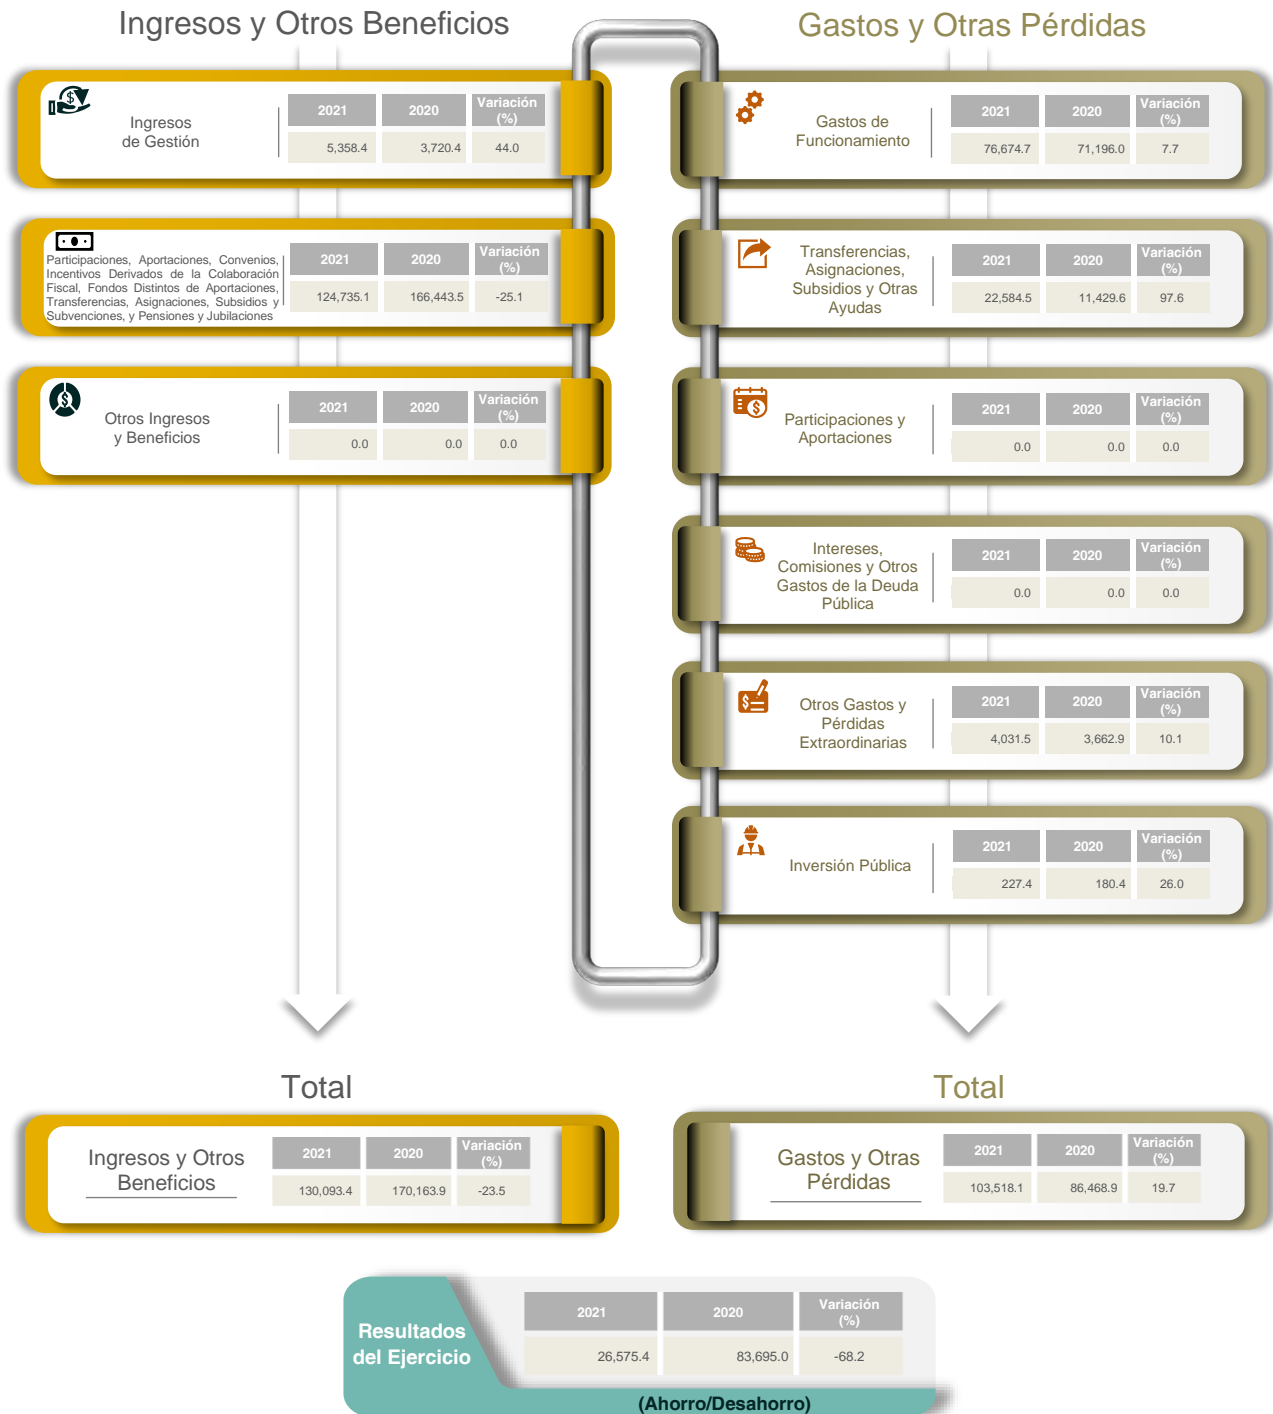 Ingresos y Otros Beneficios
Ingresos
de Gestión
2021 2020 Variación
(%)
5,358.4 3,720.4 44.0
Participaciones, Aportaciones, Convenios,
Incentivos Derivados de la Colaboración
Fiscal, Fondos Distintos de Aportaciones,
Transferencias, Asignaciones, Subsidios y
Subvenciones, y Pensiones y Jubilaciones
2021 2020 Variación
(%)
124,735.1 166,443.5 -25.1
Otros Ingresos
y Beneficios
2021 2020 Variación
(%)
0.0 0.0 0.0
Gastos y Otras Pérdidas
Gastos de
Funcionamiento
2021 2020 Variación
(%)
76,674.7 71,196.0 7.7
Transferencias,
Asignaciones,
Subsidios y Otras
Ayudas
2021 2020 Variación
(%)
22,584.5 11,429.6 97.6
Participaciones y
Aportaciones
2021 2020 Variación
(%)
0.0 0.0 0.0
Intereses,
Comisiones y Otros
Gastos de la Deuda
Pública
2021 2020 Variación
(%)
0.0 0.0 0.0
Otros Gastos y
Pérdidas
Extraordinarias
2021 2020 Variación
(%)
4,031.5 3,662.9 10.1
Inversión Pública
2021 2020 Variación
(%)
227.4 180.4 26.0
Total
Ingresos y Otros
Beneficios
2021 2020 Variación
(%)
130,093.4 170,163.9 -23.5
Total
Gastos y Otras
Pérdidas
2021 2020 Variación
(%)
103,518.1 86,468.9 19.7
Resultados
del Ejercicio
2021 2020 Variación
(%)
26,575.4 83,695.0 -68.2
(Ahorro/Desahorro)